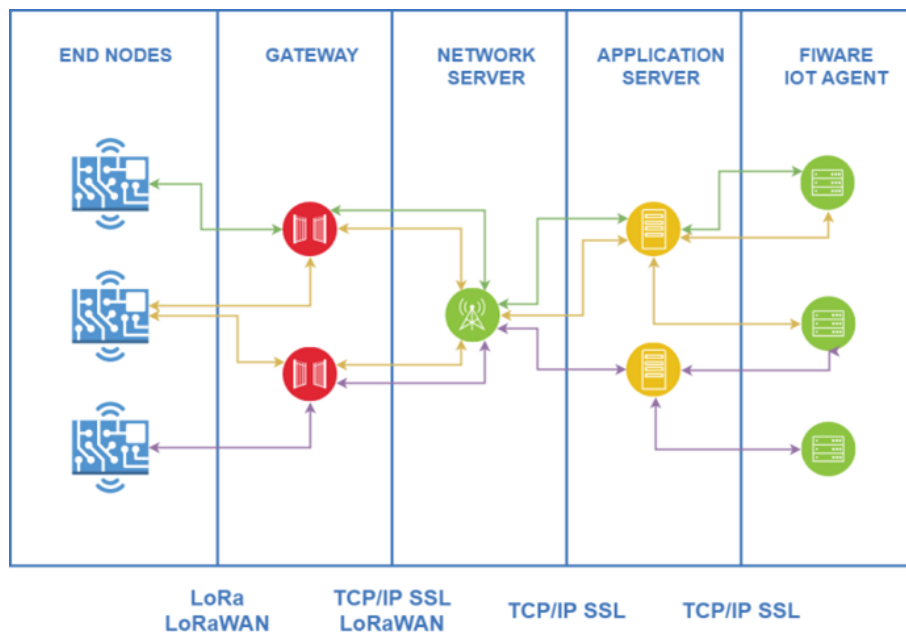 END NODES
GATEWAY
NETWORK
SERVER
APPLICATION
SERVER
FIWARE
IOT AGENT
LoRa
LoRaWAN
TCP/IP SSL
LoRaWAN
TCP/IP SSL
TCP/IP SSL